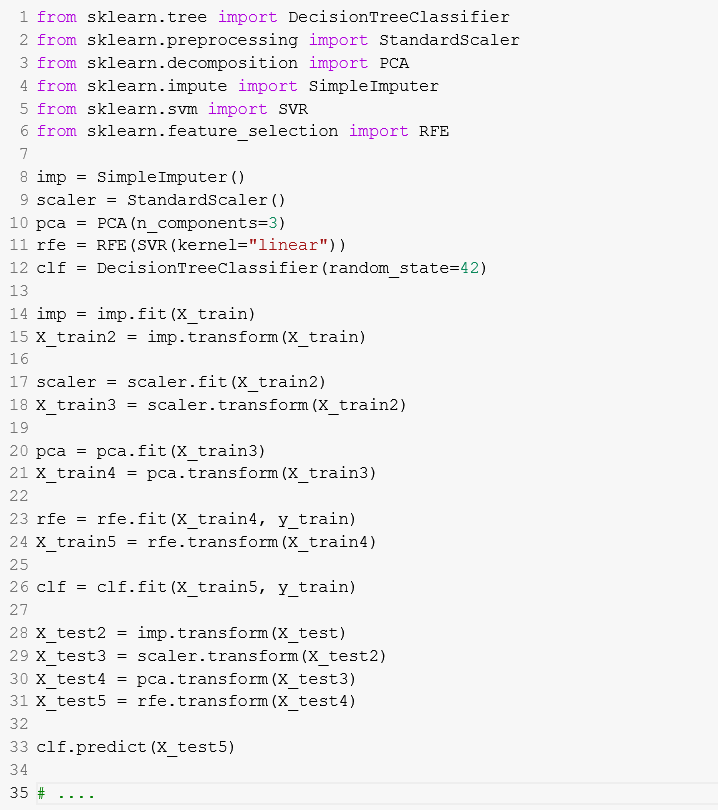 1 from sklearn.tree import DecisionTreeClassifier
2 from sklearn.preprocessing import StandardScaler
3 from sklearn.decomposition import PCA
4 from sklearn.impute import SimpleImputer
5 from sklearn.svm import SVR
6 from sklearn.feature_selection import RFE
7
8 imp = SimpleImputer()
9 scaler = StandardScaler()
10 pca = PCA(n_components=3)
11 rfe = RFE(SVR(kernel="linear"))
12 clf = DecisionTreeClassifier(random_state=42)
13
14 imp = imp.fit(X_train)
15 X_train2 = imp.transform(X_train)
16
17 scaler = scaler.fit(X_train2)
18 X_train3 = scaler.transform(X_train2)
19
20 pca = pca.fit(X_train3)
21 X_train4 = pca.transform(X_train3)
22
23 rfe = rfe.fit(X_train4, y_train)
24 X_train5 = rfe.transform(X_train4)
25
26 clf = clf.fit(X_train5, y_train)
27
28 X_test2 = imp.transform(X_test)
29 X_test3 = scaler.transform(X_test2)
30 X_test4 = pca.transform(X_test3)
31 X_test5 = rfe.transform(X_test4)
32
33 clf.predict(X_test5)
34
35 # ....